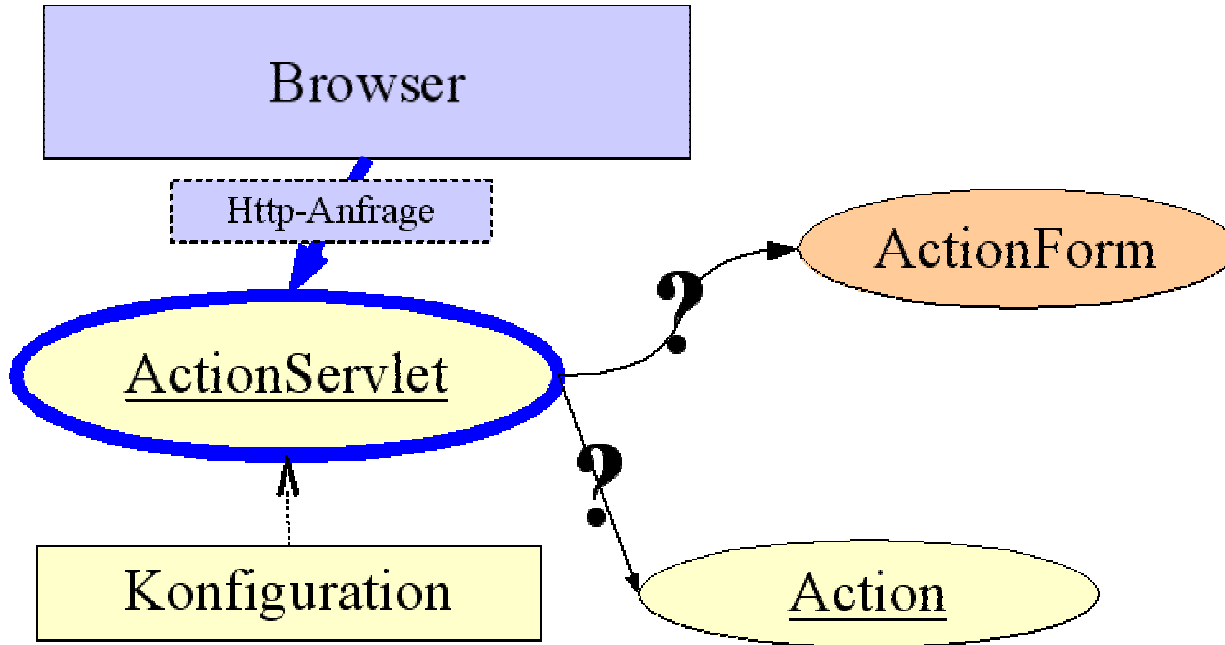 Browser
Http-Anfrage
ActionForm
?
ActionServlet
?
Konfiguration
Action